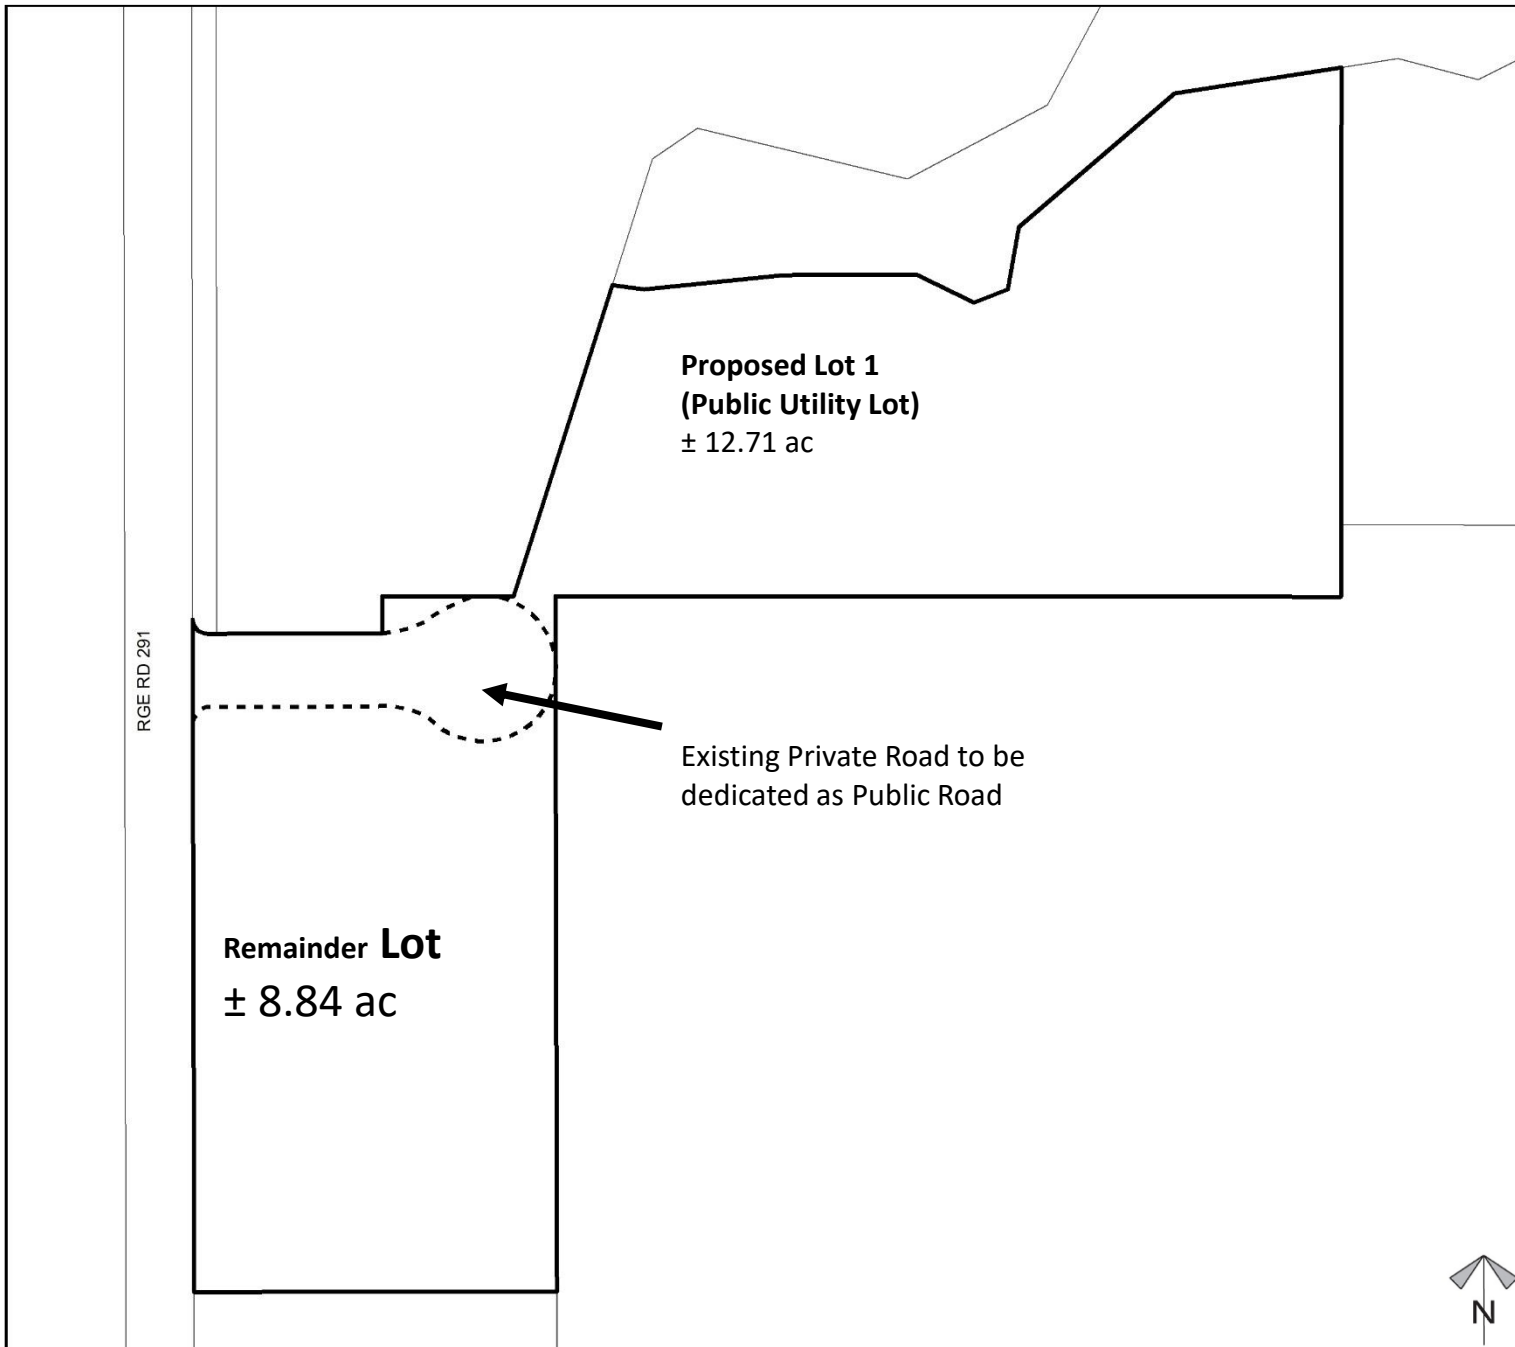 Proposed Lot 1
(Public Utility Lot)
± 12.71 ac
RGE RD 291
Existing Private Road to be
dedicated as Public Road
Remainder Lot
± 8.84 ac
N